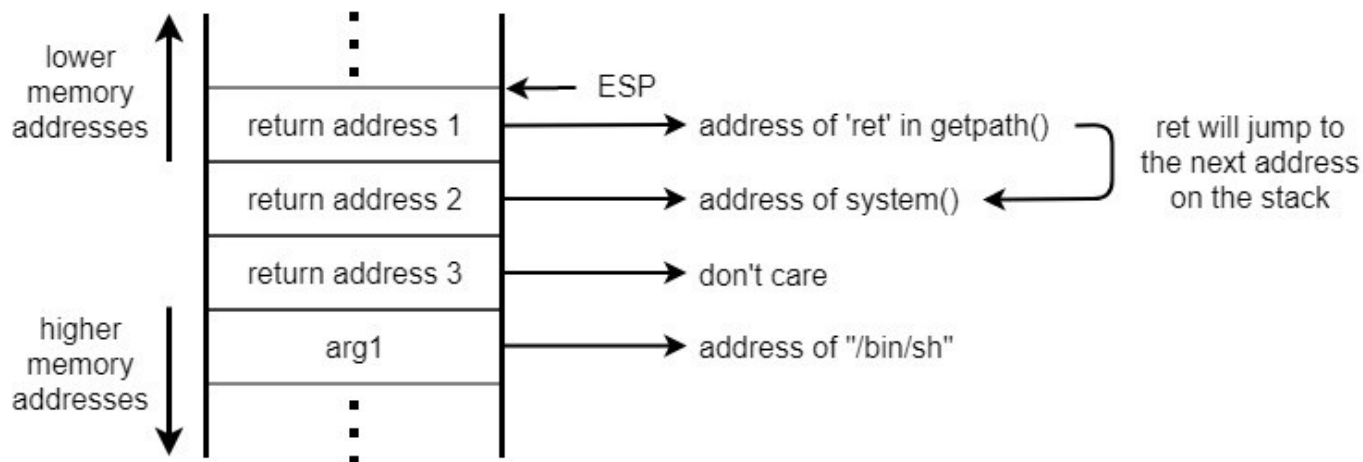 lower
memory
addresses
ESP
return address 1
address of 'ret' in getpath()
ret will jump to
the next address
on the stack
return address 2
address of system()
return address 3
don't care
higher
memory
addresses
arg1
address of "/bin/sh"